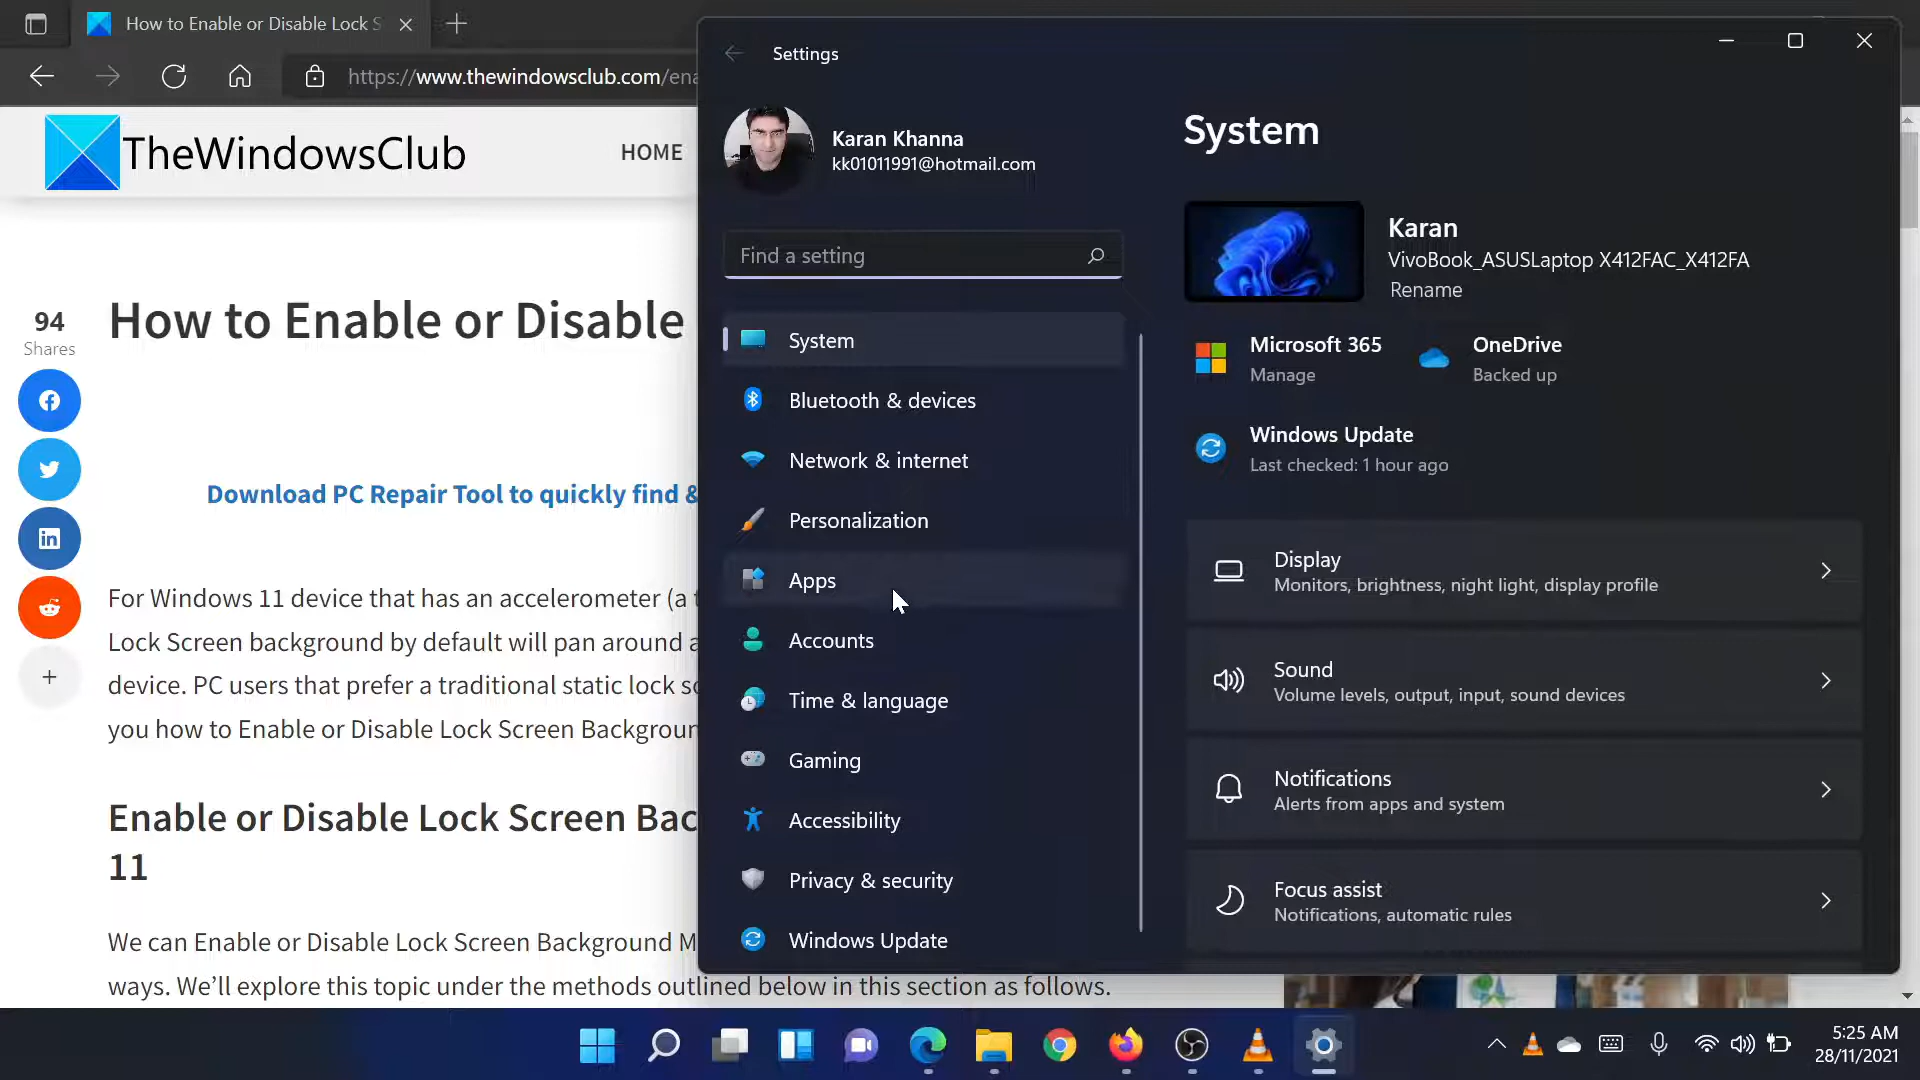 How to Enable or Disable Lock S
https://www.thewindowsclub.com/ena
TheWindowsClub
HOME
94
Shares
How to Enable or Disable
Download PC Repair Tool to quickly find &
For Windows 11 device that has an accelerometer (a t
Lock Screen background by default will pan around a
device. PC users that prefer a traditional static lock sc
you how to Enable or Disable Lock Screen Backgroun
Enable or Disable Lock Screen Bac
11
We can Enable or Disable Lock Screen Background M
ways. We’ll explore this topic under the methods outlined below in this section as follows.
Settings
Karan Khanna
kk01011991@hotmail.com
Find a setting
System
Bluetooth & devices
Network & internet
Personalization
Apps
Accounts
Time & language
Gaming
Accessibility
Privacy & security
Windows Update
System
Karan
VivoBook_ASUSLaptop X412FAC_X412FA
Rename
Microsoft 365
Manage
OneDrive
Backed up
Windows Update
Last checked: 1 hour ago
Display
Monitors, brightness, night light, display profile
Sound
Volume levels, output, input, sound devices
Notifications
Alerts from apps and system
Focus assist
Notifications, automatic rules
5:25 AM
28/11/2021